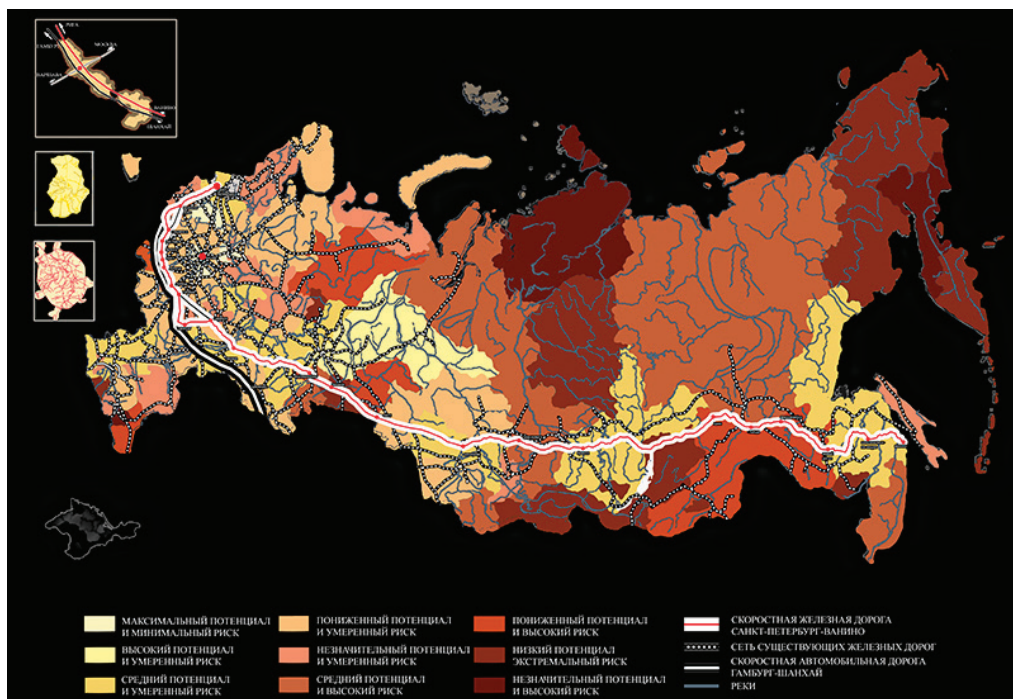 РИГА
ГАМБУРГ
МОСКВА
ВАРШАВА
ВАНИНО
ШАНХАЙ
МАКСИМАЛЬНЫЙ ПОТЕНЦИАЛ
И МИНИМАЛЬНЫЙ РИСК
ВЫСОКИЙ ПОТЕНЦИАЛ
И УМЕРЕННЫЙ РИСК
СРЕДНИЙ ПОТЕНЦИАЛ
И УМЕРЕННЫЙ РИСК
ПОНИЖЕННЫЙ ПОТЕНЦИАЛ
И УМЕРЕННЫЙ РИСК
НЕЗНАЧИТЕЛЬНЫЙ ПОТЕНЦИАЛ
И УМЕРЕННЫЙ РИСК
СРЕДНИЙ ПОТЕНЦИАЛ
И ВЫСОКИЙ РИСК
ПОНИЖЕННЫЙ ПОТЕНЦИАЛ
И ВЫСОКИЙ РИСК
НИЗКИЙ ПОТЕНЦИАЛ
ЭКСТРЕМАЛЬНЫЙ РИСК
НЕЗНАЧИТЕЛЬНЫЙ ПОТЕНЦИАЛ
И ВЫСОКИЙ РИСК
СКОРОСТНАЯ ЖЕЛЕЗНАЯ ДОРОГА
САНКТ-ПЕТЕРБУРГ-ВАНИНО
СЕТЬ СУЩЕСТВУЮЩИХ ЖЕЛЕЗНЫХ ДОРОГ
СКОРОСТНАЯ АВТОМОБИЛЬНАЯ ДОРОГА
ГАМБУРГ-ШАНХАЙ
РЕКИ